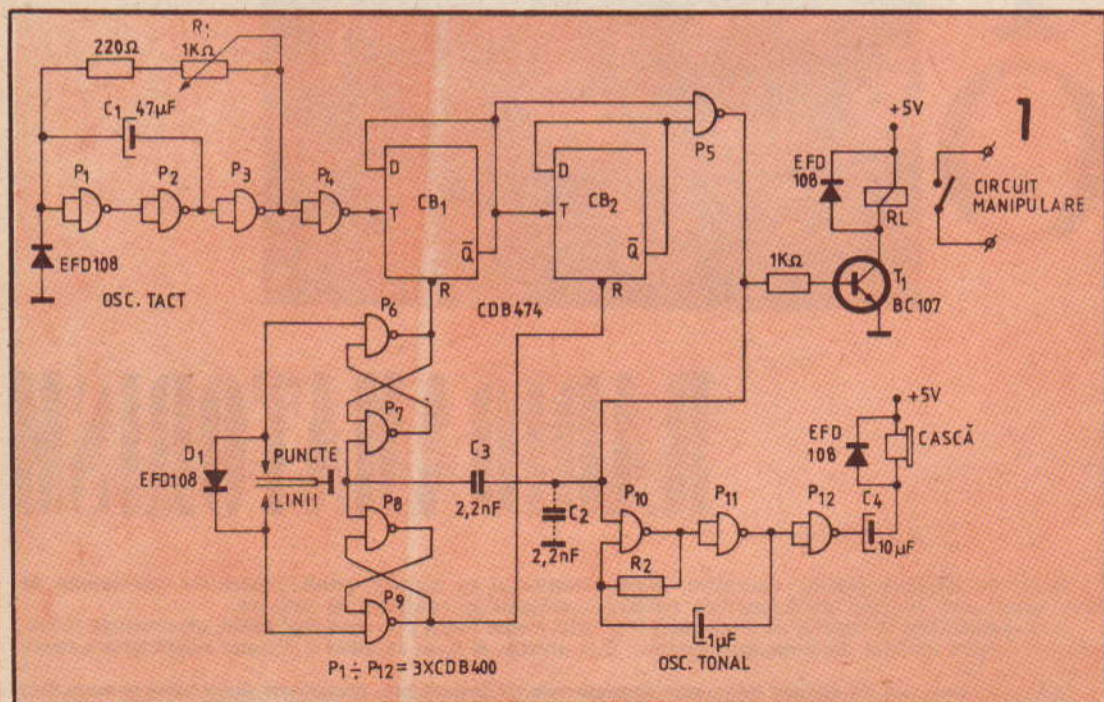 R1
220Ω
1KΩ
C1 47µF
P1
P2
P3
P4
EFD108
OSC. TACT
D
T
CB1
Q̅
R
D
T
CB2
Q̅
R
CDB474
P5
+5V
EFD
108
RL
1
CIRCUIT
MANIPULARE
1KΩ
T1
BC107
P6
P7
D1
EFD108
PUNCTE
LINII
C3
2,2nF
C2
2,2nF
P8
P9
P10
P11
P12
R2
1µF
OSC. TONAL
+5V
EFD
108
CASCĂ
C4
10µF
P1÷P12=3XCDB400